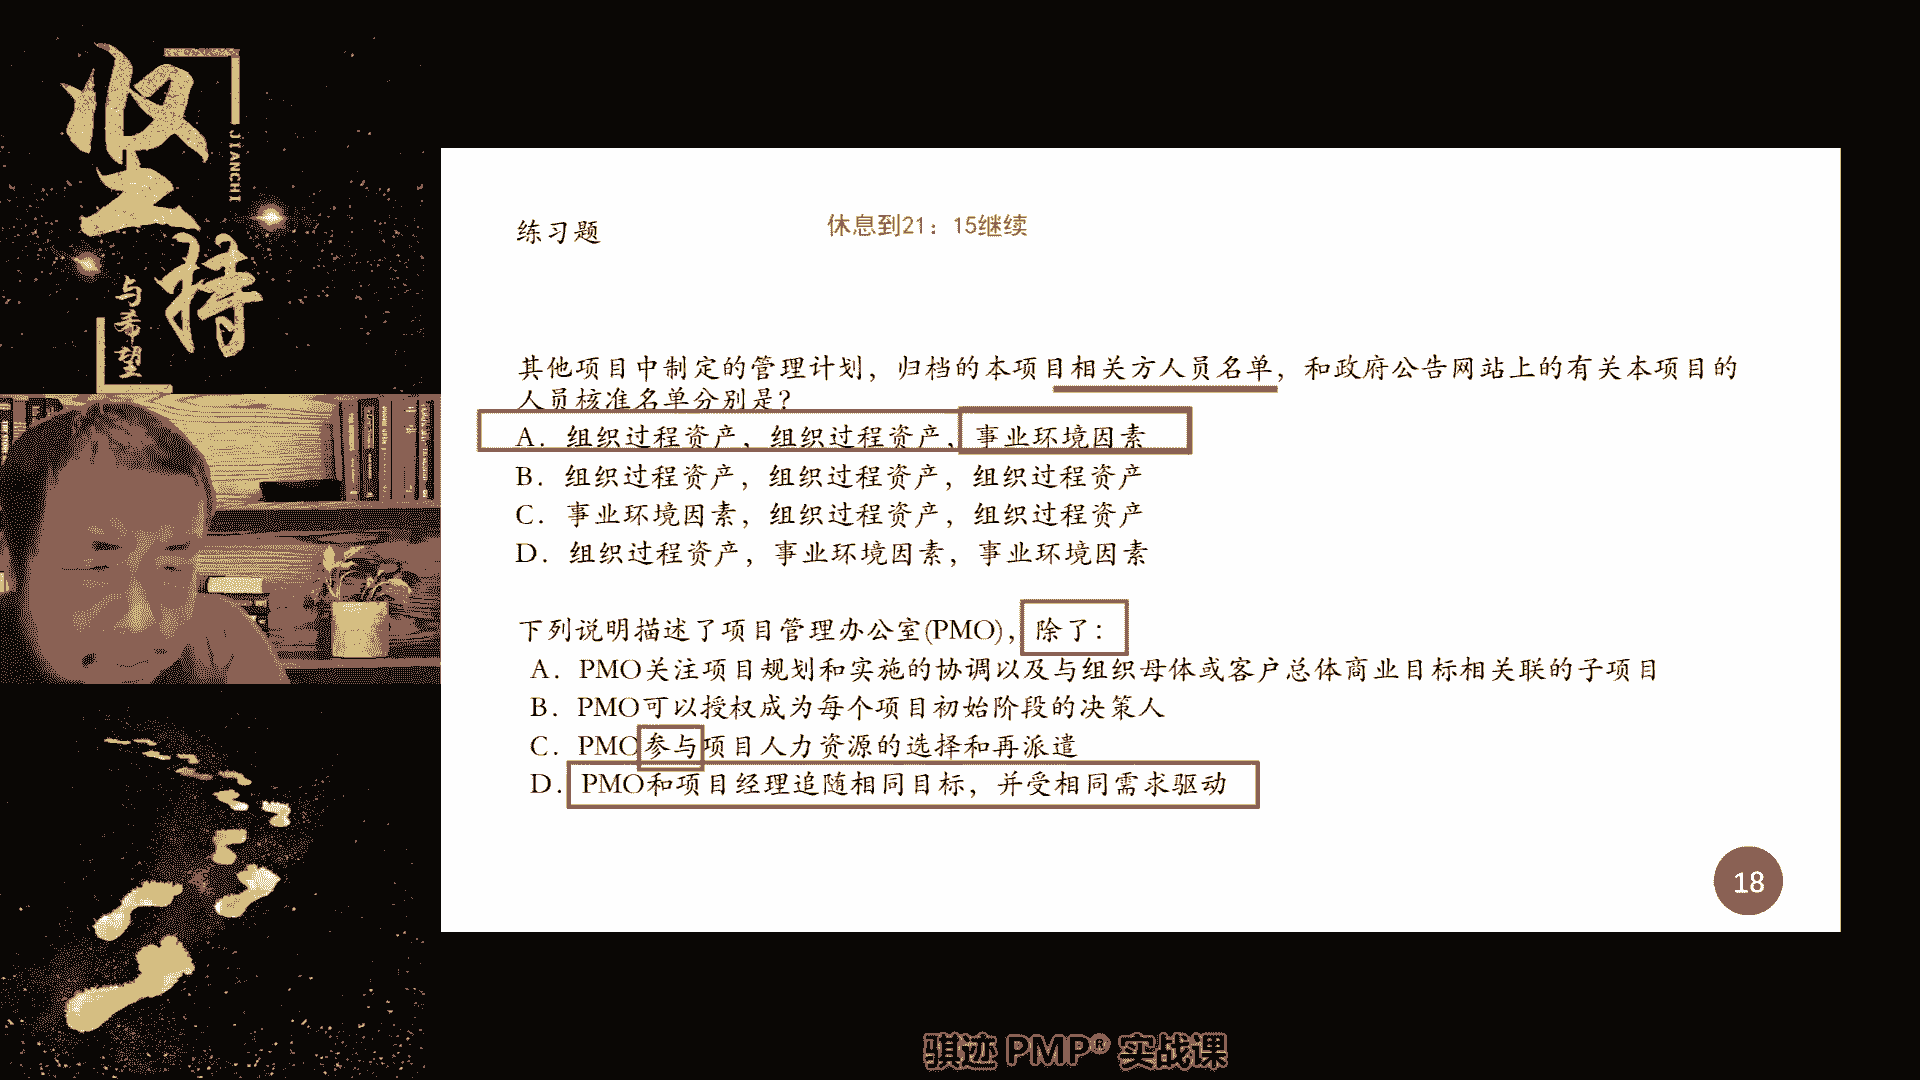 坚持
JIANCHI
与希望
练习题
休息到21：15继续
其他项目中制定的管理计划，归档的本项目相关方人员名单，和政府公告网站上的有关本项目的
人员核准名单分别是？
A．组织过程资产，组织过程资产，事业环境因素
B．组织过程资产，组织过程资产，组织过程资产
C．事业环境因素，组织过程资产，组织过程资产
D．组织过程资产，事业环境因素，事业环境因素
下列说明描述了项目管理办公室(PMO)，除了：
A．PMO关注项目规划和实施的协调以及与组织母体或客户总体商业目标相关联的子项目
B．PMO可以授权成为每个项目初始阶段的决策人
C．PMO参与项目人力资源的选择和再派遣
D．PMO和项目经理追随相同目标，并受相同需求驱动
18
骐迹 PMP® 实战课